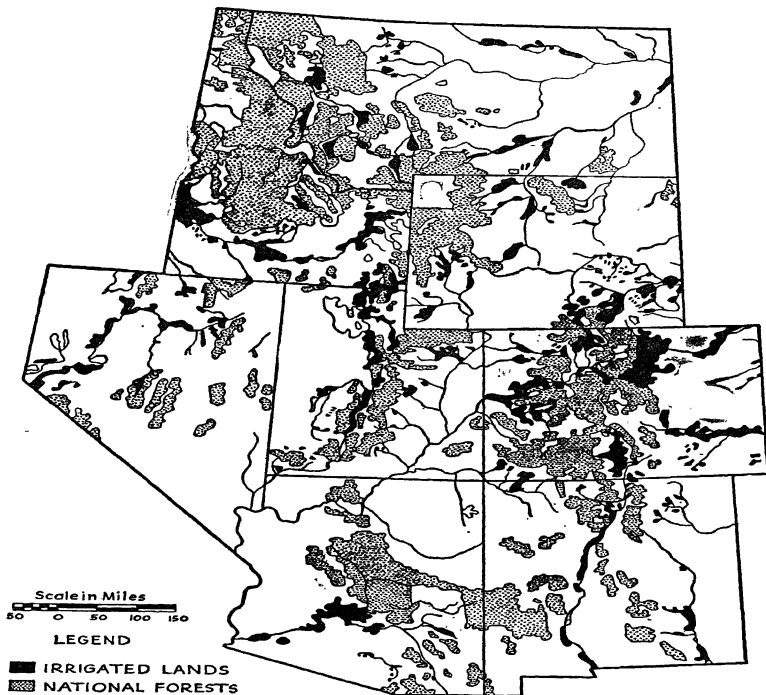 Scale in Miles
50 0 50 100 150
LEGEND
IRRIGATED LANDS
NATIONAL FORESTS